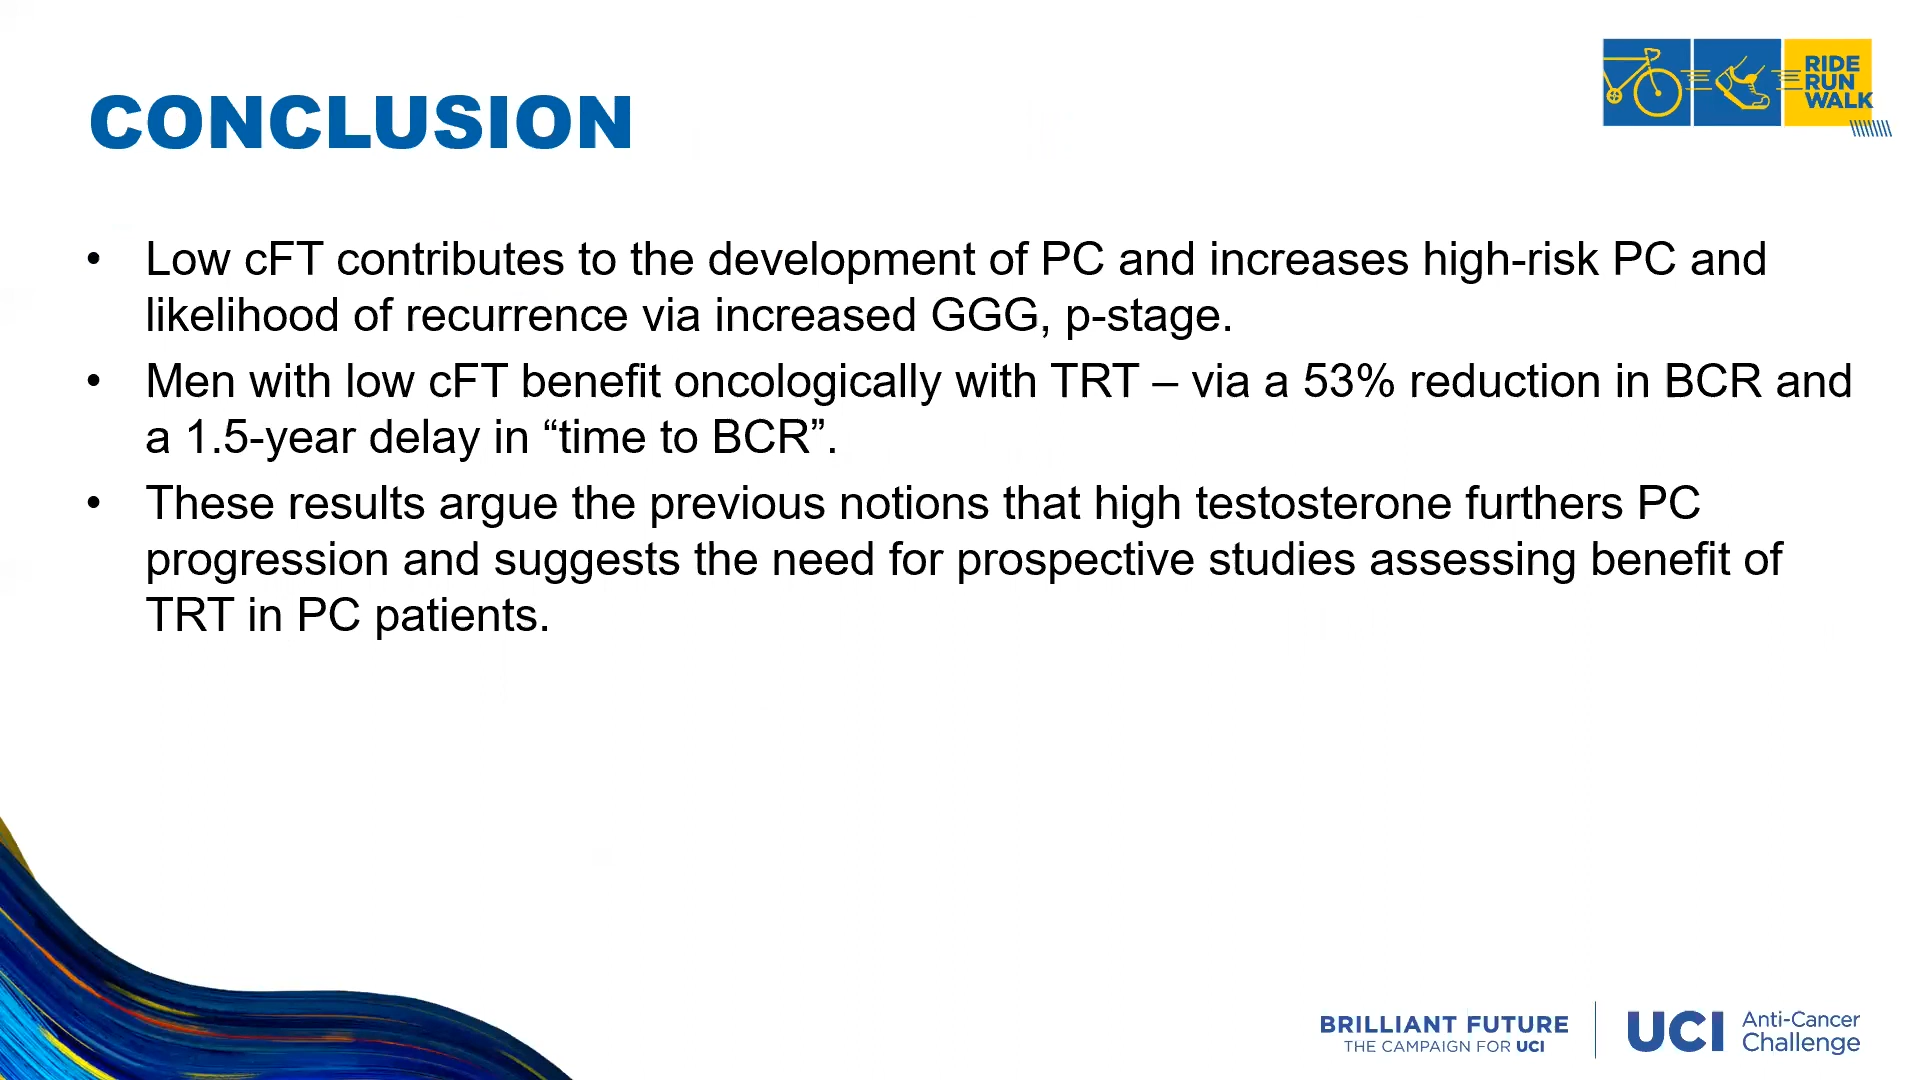 RIDE
RUN
WALK
CONCLUSION
• Low cFT contributes to the development of PC and increases high-risk PC and
likelihood of recurrence via increased GGG, p-stage.
• Men with low cFT benefit oncologically with TRT – via a 53% reduction in BCR and
a 1.5-year delay in “time to BCR”.
• These results argue the previous notions that high testosterone furthers PC
progression and suggests the need for prospective studies assessing benefit of
TRT in PC patients.
BRILLIANT FUTURE
THE CAMPAIGN FOR UCI
UCI Anti-Cancer
Challenge